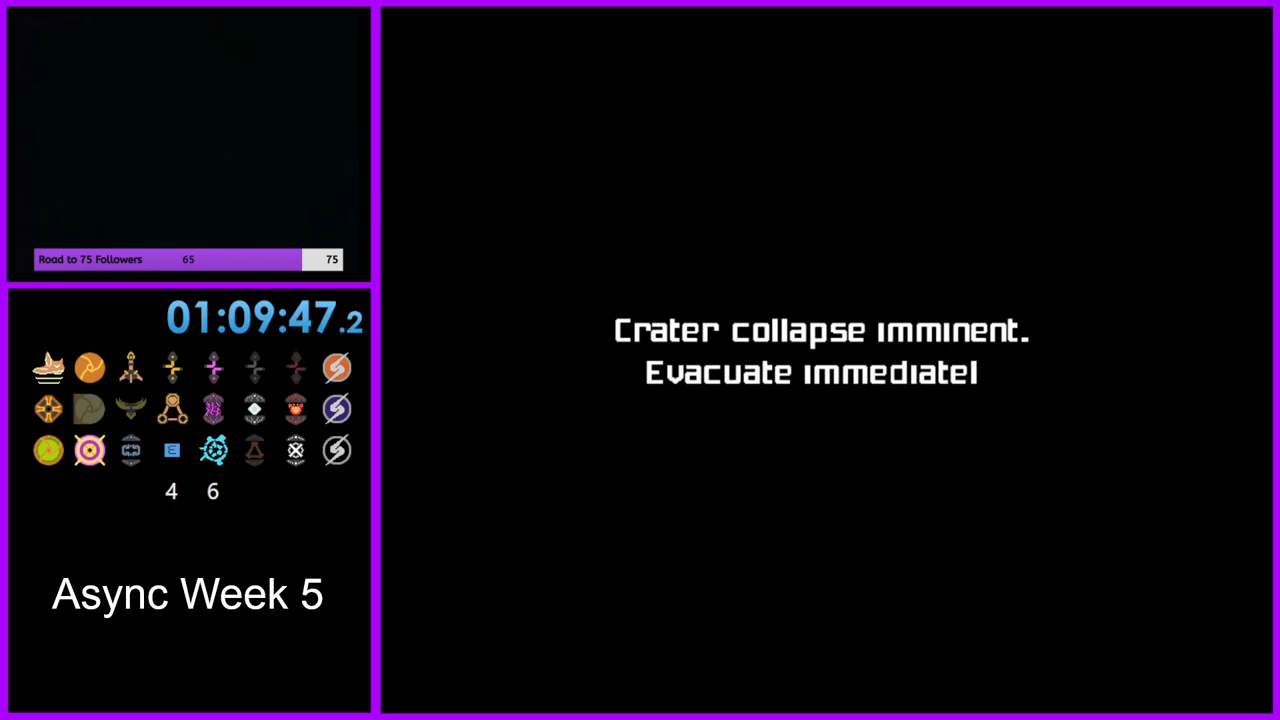 Road to 75 Followers 65 75
01:09:47.2
4 6
Async Week 5
Crater collapse imminent.
Evacuate immediatel